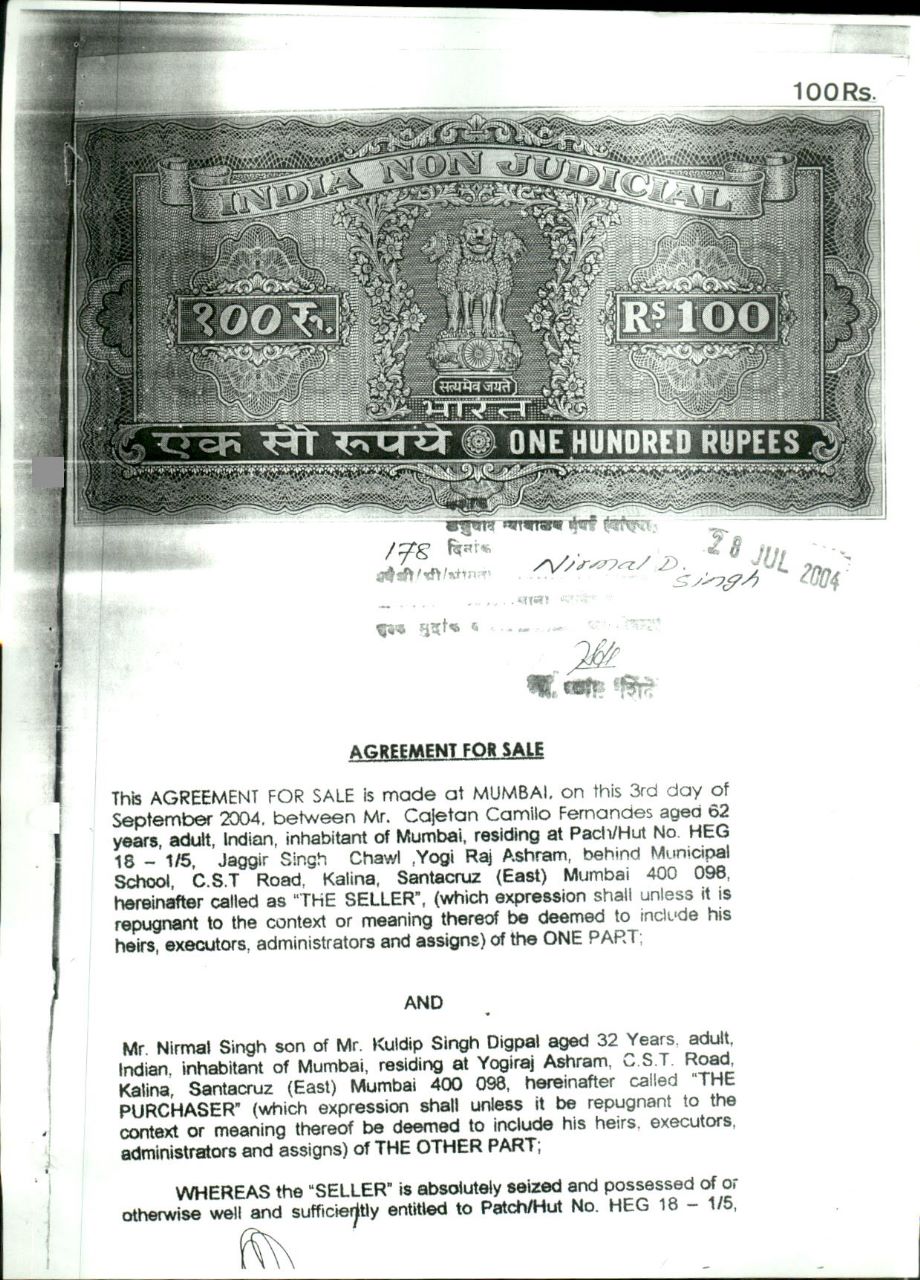 100Rs.
INDIA NON JUDICIAL
१00 रु.
Rs 100
सत्यमेव जयते
भारत
एक सौ रुपये ONE HUNDRED RUPEES
178 दिनांक
28 JUL 2004
Nirmal D.
Singh
AGREEMENT FOR SALE
This AGREEMENT FOR SALE is made at MUMBAI, on this 3rd day of
September 2004, between Mr. Cajetan Camilo Fernandes aged 62
years, adult, Indian, inhabitant of Mumbai, residing at Pach/Hut No. HEG
18 – 1/5, Jaggir Singh Chawl ,Yogi Raj Ashram, behind Municipal
School, C.S.T Road, Kalina, Santacruz (East) Mumbai 400 098,
hereinafter called as "THE SELLER", (which expression shall unless it is
repugnant to the context or meaning thereof be deemed to include his
heirs, executors, administrators and assigns) of the ONE PART;
AND
Mr. Nirmal Singh son of Mr. Kuldip Singh Digpal aged 32 Years, adult,
Indian, inhabitant of Mumbai, residing at Yogiraj Ashram, C.S.T. Road,
Kalina, Santacruz (East) Mumbai 400 098, hereinafter called "THE
PURCHASER" (which expression shall unless it be repugnant to the
context or meaning thereof be deemed to include his heirs, executors,
administrators and assigns) of THE OTHER PART;
WHEREAS the "SELLER" is absolutely seized and possessed of or
otherwise well and sufficiently entitled to Patch/Hut No. HEG 18 – 1/5,